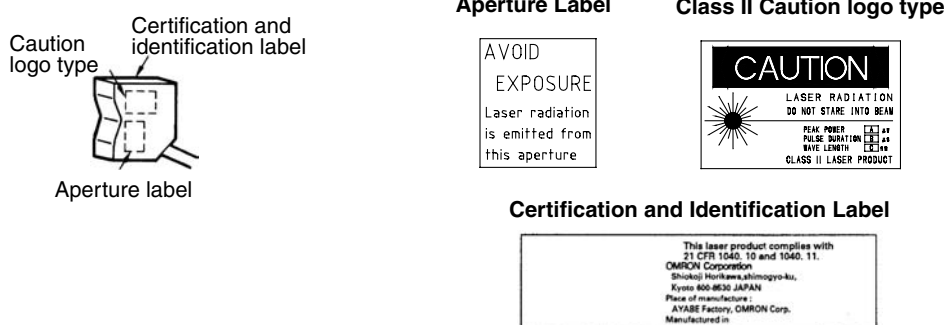 Aperture Label
Class II Caution logo type
Certification and
identification label
Caution
logo type
Aperture label
AVOID
EXPOSURE
Laser radiation
is emitted from
this aperture
CAUTION
LASER RADIATION
DO NOT STARE INTO BEAM
PEAK POWER A
PULSE DURATION B
WAVE LENGTH C
CLASS II LASER PRODUCT
Certification and Identification Label
This laser product complies with
21 CFR 1040. 10 and 1040. 11.
OMRON Corporation
Shiokoji Horikawa,shimogyo-ku,
Kyoto 600-8530 JAPAN
Place of manufacture :
AYABE Factory, OMRON Corp.
Manufactured in